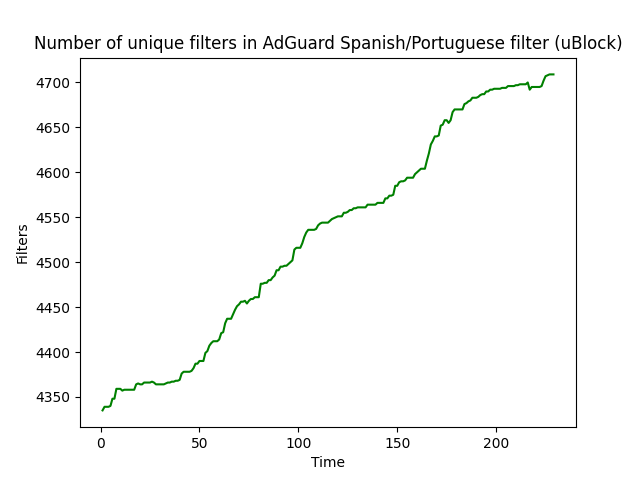 Number of unique filters in AdGuard Spanish/Portuguese filter (uBlock)
4700
4650
4600
4550
4500
4450
4400
4350
Filters
0 50 100 150 200
Time